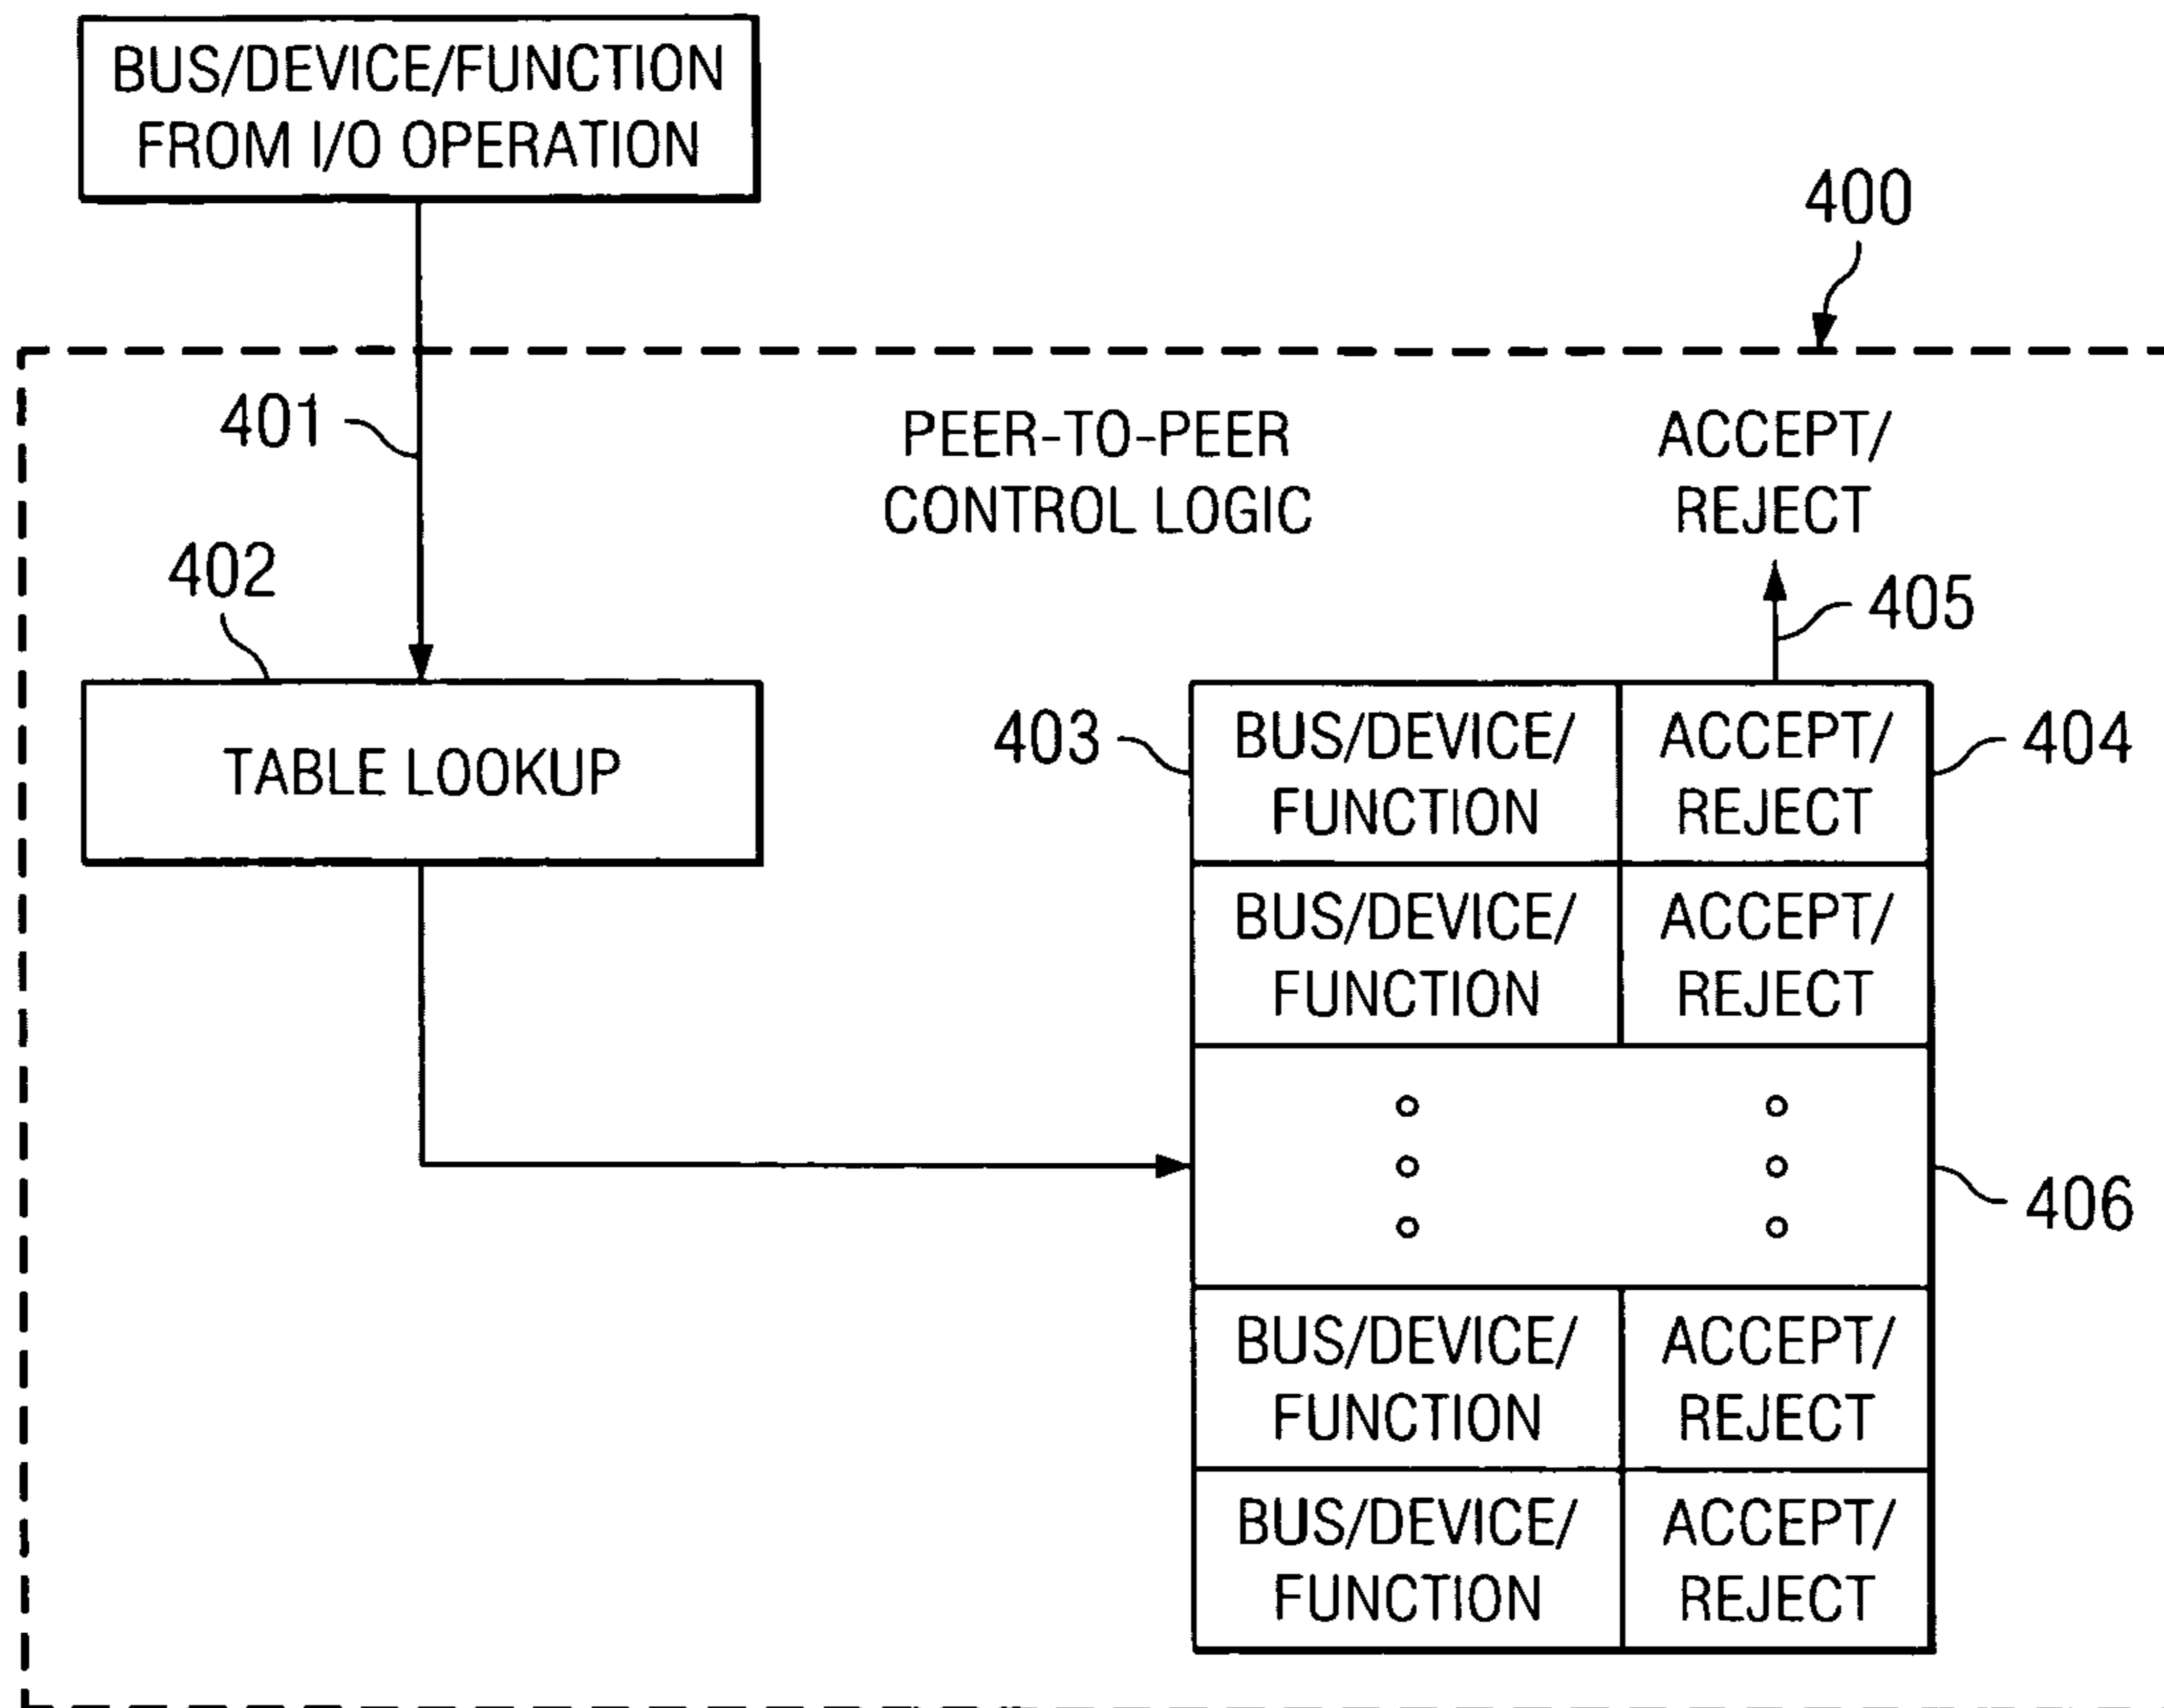 BUS/DEVICE/FUNCTION
FROM I/O OPERATION
400
401
PEER-TO-PEER
CONTROL LOGIC
ACCEPT/
REJECT
402
405
TABLE LOOKUP
403
BUS/DEVICE/
FUNCTION
ACCEPT/
REJECT
404
BUS/DEVICE/
FUNCTION
ACCEPT/
REJECT
406
BUS/DEVICE/
FUNCTION
ACCEPT/
REJECT
BUS/DEVICE/
FUNCTION
ACCEPT/
REJECT